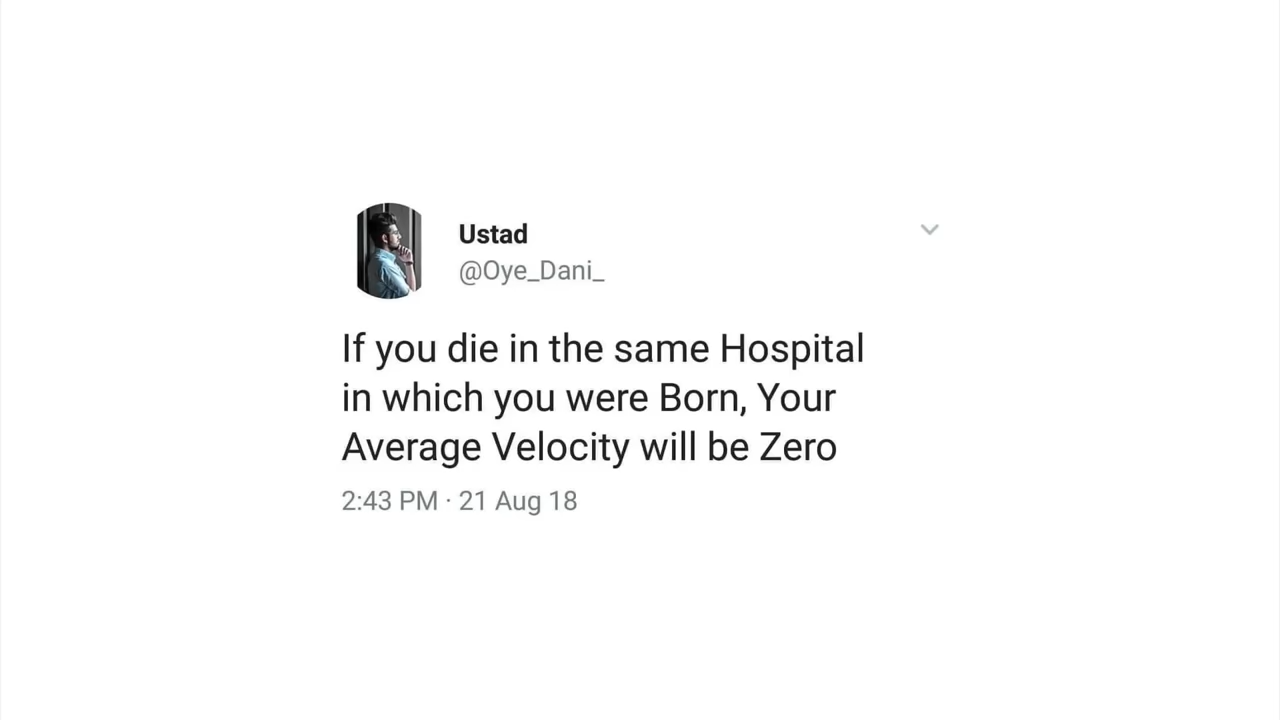 Ustad
@Oye_Dani_
If you die in the same Hospital
in which you were Born, Your
Average Velocity will be Zero
2:43 PM · 21 Aug 18